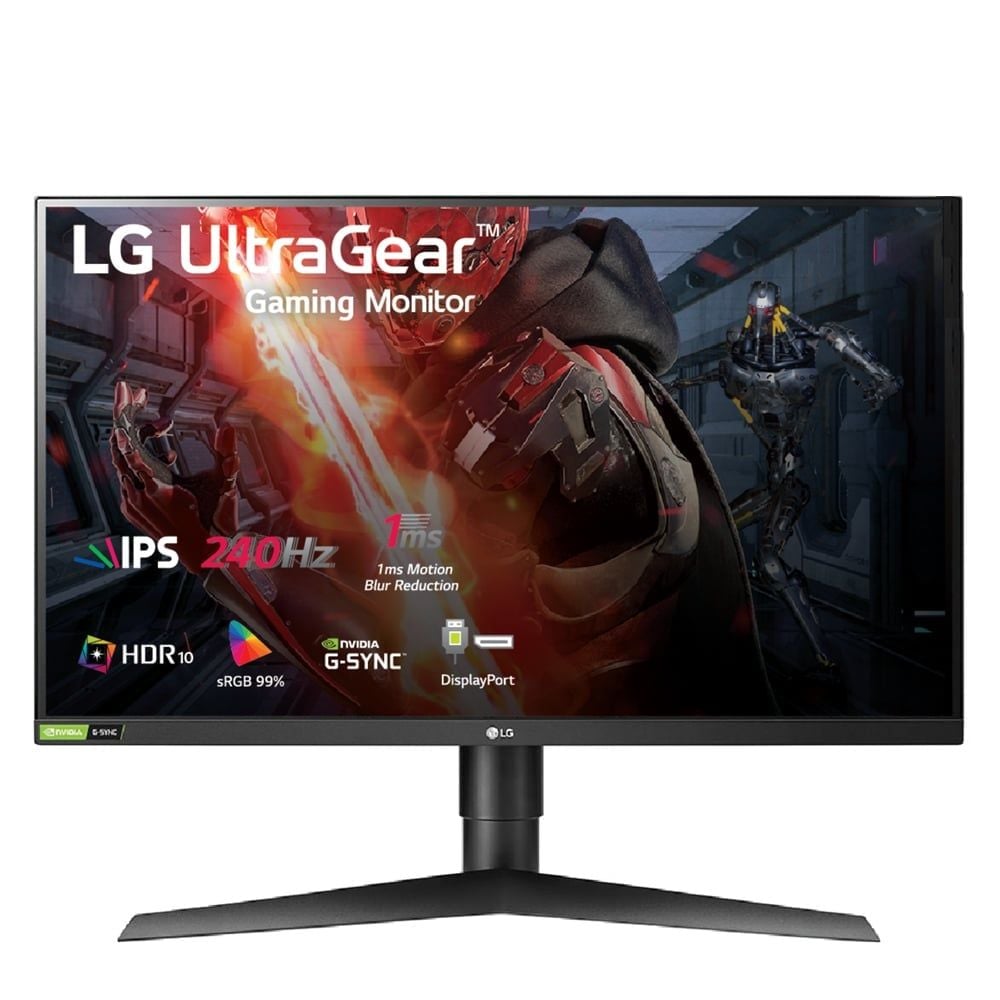 LG UltraGear™
Gaming Monitor
IPS
240Hz
1ms
1ms Motion
Blur Reduction
HDR10
sRGB 99%
NVIDIA
G-SYNC
DisplayPort
NVIDIA G-SYNC
LG